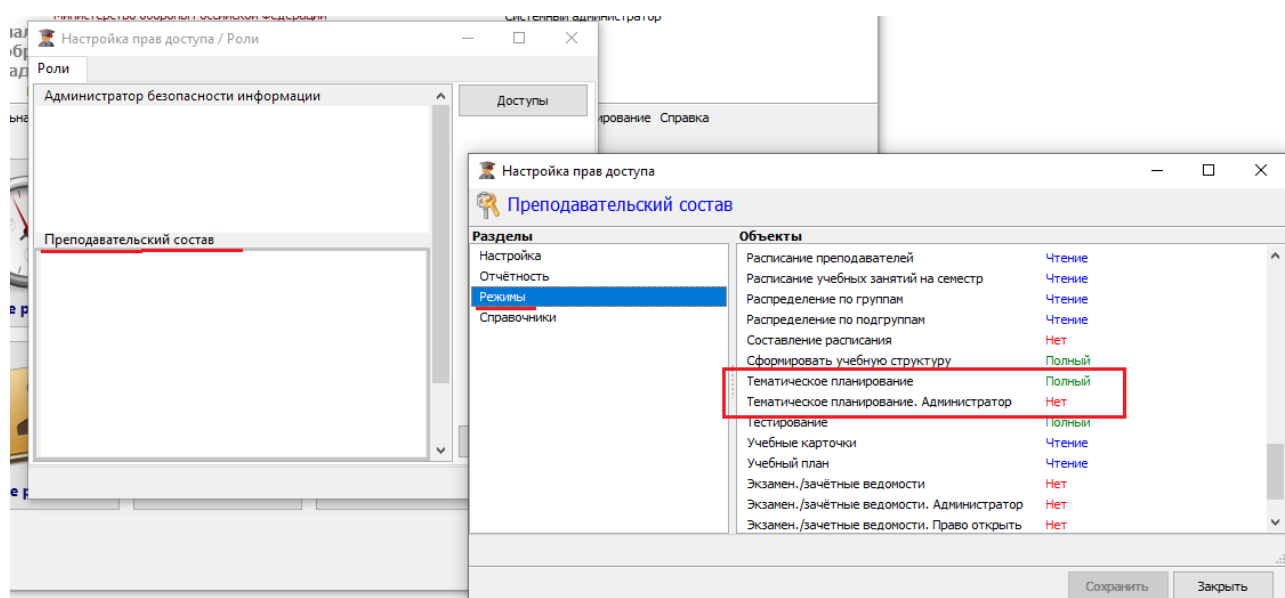 Министерство обороны Российской Федерации
Системный администратор
Настройка прав доступа / Роли
Роли
Администратор безопасности информации
Доступы
Справка
Преподавательский состав
Настройка прав доступа
Преподавательский состав
Разделы
Объекты
Настройка
Отчётность
Режимы
Справочники
Расписание преподавателей Чтение
Расписание учебных занятий на семестр Чтение
Распределение по группам Чтение
Распределение по подгруппам Чтение
Составление расписания Нет
Сформировать учебную структуру Полный
Тематическое планирование Полный
Тематическое планирование. Администратор Нет
Тестирование Полный
Учебные карточки Чтение
Учебный план Чтение
Экзамен./зачётные ведомости Нет
Экзамен./зачётные ведомости. Администратор Нет
Экзамен./зачетные ведомости. Право открыть Нет
Сохранить
Закрыть